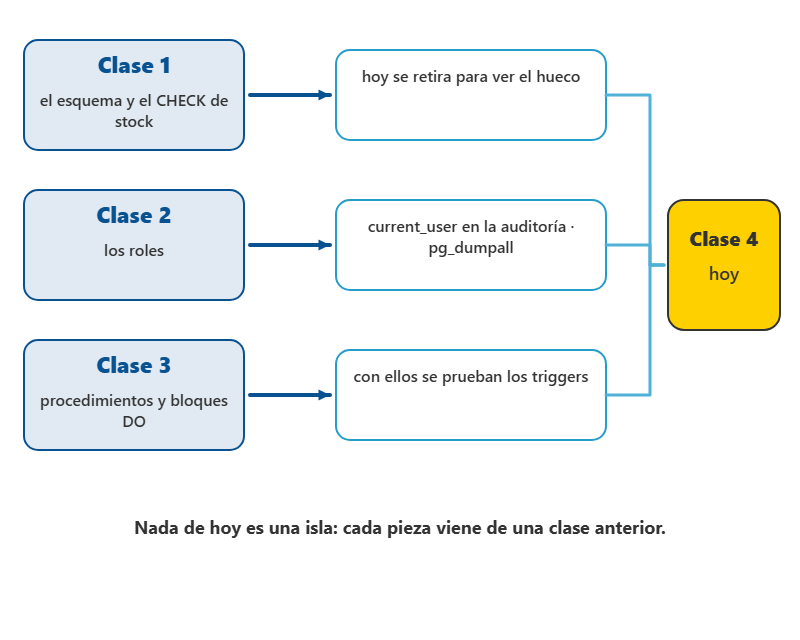 Clase 1
el esquema y el CHECK de
stock
hoy se retira para ver el hueco
Clase 2
los roles
current_user en la auditoría ·
pg_dumpall
Clase 4
hoy
Clase 3
procedimientos y bloques
DO
con ellos se prueban los triggers
Nada de hoy es una isla: cada pieza viene de una clase anterior.